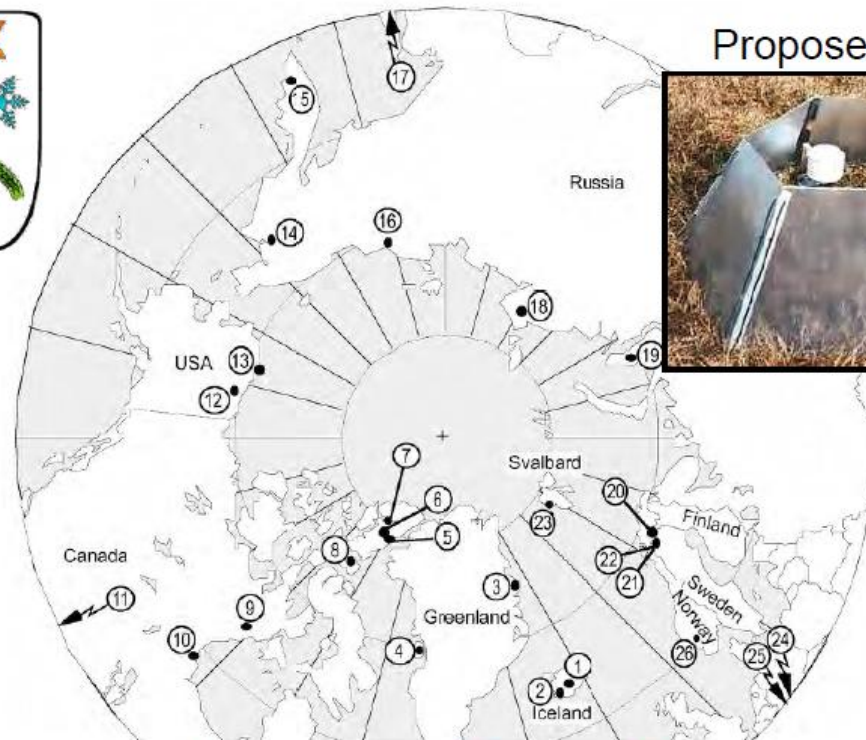 Propose
17
15
Russia
14
16
18
USA
13
19
12
7
Svalbard
6
20
23
Finland
5
8
Canada
22
21
3
Sweden
11
Greenland
Norway
9
10
4
26
24
25
1
2
Iceland